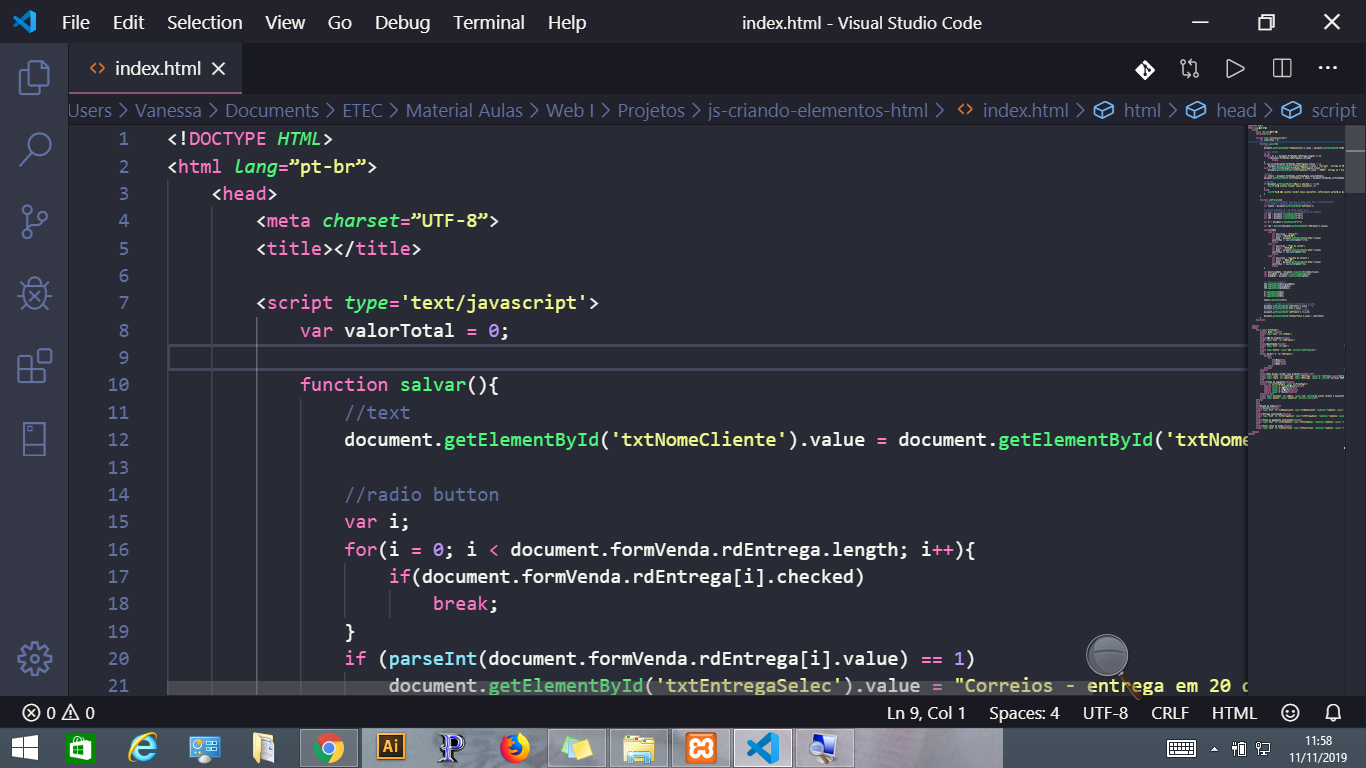 File Edit Selection View Go Debug Terminal Help index.html - Visual Studio Code
<> index.html
Users > Vanessa > Documents > ETEC > Material Aulas > Web I > Projetos > js-criando-elementos-html > <> index.html > html > head > script
1 <!DOCTYPE HTML>
2 <html lang=”pt-br”>
3 <head>
4 <meta charset=”UTF-8”>
5 <title></title>
6
7 <script type='text/javascript'>
8 var valorTotal = 0;
9
10 function salvar(){
11 //text
12 document.getElementById('txtNomeCliente').value = document.getElementById('txtNome
13
14 //radio button
15 var i;
16 for(i = 0; i < document.formVenda.rdEntrega.length; i++){
17 if(document.formVenda.rdEntrega[i].checked)
18 break;
19 }
20 if (parseInt(document.formVenda.rdEntrega[i].value) == 1)
21 document.getElementById('txtEntregaSelec').value = "Correios - entrega em 20 d
0 0 Ln 9, Col 1 Spaces: 4 UTF-8 CRLF HTML
Ai
11:58
11/11/2019